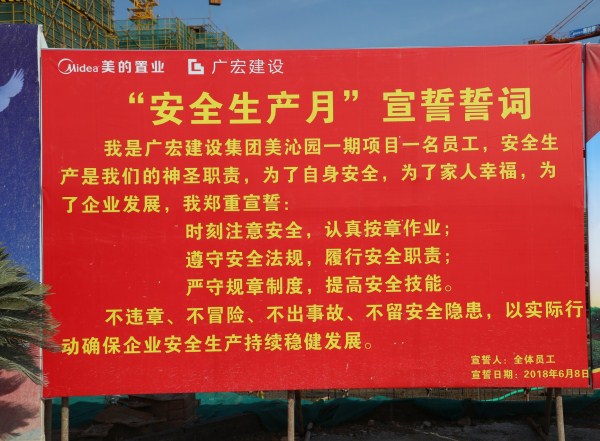 Midea 美的置业 广宏建设
“安全生产月”宣誓誓词
我是广宏建设集团美沁园一期项目一名员工，安全生
产是我们的神圣职责，为了自身安全，为了家人幸福，为
了企业发展，我郑重宣誓：
时刻注意安全，认真按章作业；
遵守安全法规，履行安全职责；
严守规章制度，提高安全技能。
不违章、不冒险、不出事故、不留安全隐患，以实际行
动确保企业安全生产持续稳健发展。
宣誓人：全体员工
宣誓日期：2018年6月8日